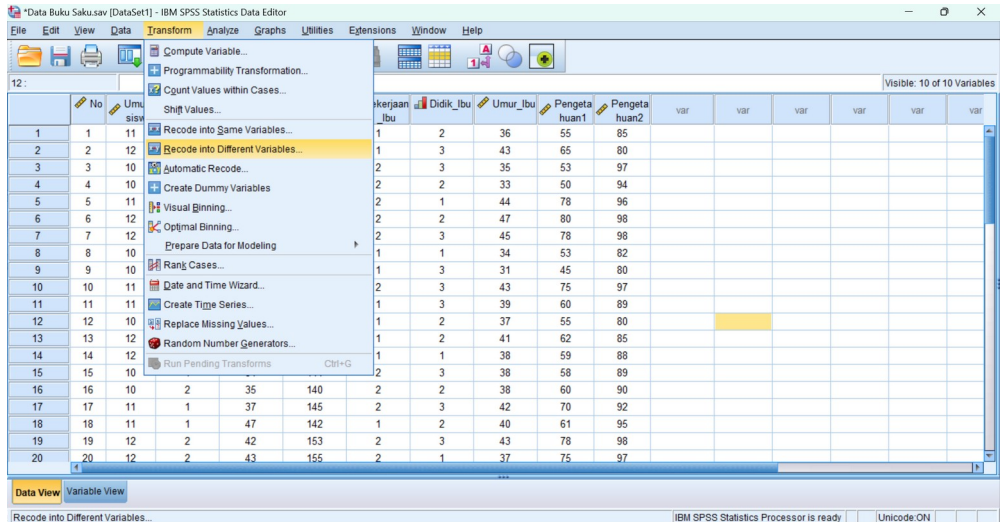 *Data Buku Saku.sav [DataSet1] - IBM SPSS Statistics Data Editor
File Edit View Data Transform Analyze Graphs Utilities Extensions Window Help
12 :
Visible: 10 of 10 Variables
Compute Variable...
Programmability Transformation...
Count Values within Cases...
Shift Values...
Recode into Same Variables...
Recode into Different Variables...
Automatic Recode...
Create Dummy Variables
Visual Binning...
Optimal Binning...
Prepare Data for Modeling
Rank Cases...
Date and Time Wizard...
Create Time Series...
Replace Missing Values...
Random Number Generators...
Run Pending Transforms Ctrl+G
No Umu sisw ekerjaan _Ibu Didik_Ibu Umur_Ibu Pengeta huan1 Pengeta huan2 var var var var var
1 1 11 1 2 36 55 85
2 2 12 1 3 43 65 80
3 3 10 2 3 35 53 97
4 4 10 2 2 33 50 94
5 5 11 2 1 44 78 96
6 6 12 2 2 47 80 98
7 7 12 2 3 45 78 98
8 8 10 1 1 34 53 82
9 9 10 1 3 31 45 80
10 10 11 2 3 43 75 97
11 11 11 1 3 39 60 89
12 12 10 1 2 37 55 80
13 13 12 1 2 41 62 85
14 14 12 1 1 38 59 88
15 15 10 2 3 38 58 89
16 16 10 2 35 140 2 2 38 60 90
17 17 11 1 37 145 2 3 42 70 92
18 18 11 1 47 142 1 2 40 61 95
19 19 12 2 42 153 2 3 43 78 98
20 20 12 2 43 155 2 1 37 75 97
Data View Variable View
Recode into Different Variables...
IBM SPSS Statistics Processor is ready
Unicode:ON